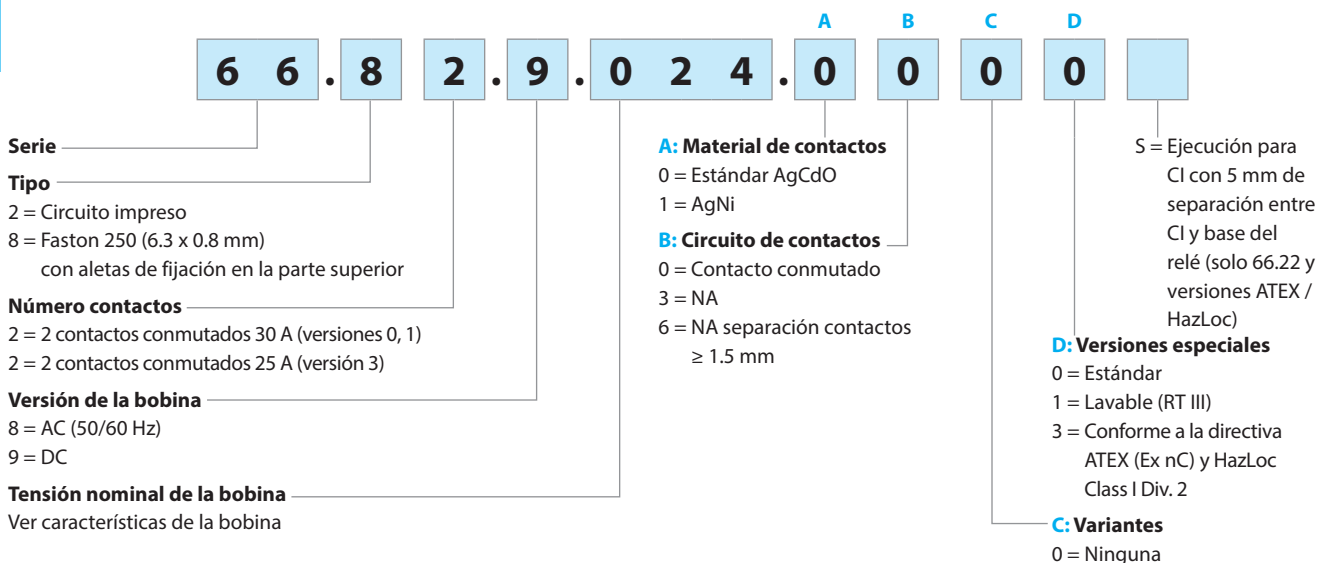 A B C D
6 6 . 8 2 . 9 . 0 2 4 . 0 0 0 0
Serie
Tipo
2 = Circuito impreso
8 = Faston 250 (6.3 x 0.8 mm)
con aletas de fijación en la parte superior
Número contactos
2 = 2 contactos conmutados 30 A (versiones 0, 1)
2 = 2 contactos conmutados 25 A (versión 3)
Versión de la bobina
8 = AC (50/60 Hz)
9 = DC
Tensión nominal de la bobina
Ver características de la bobina
A: Material de contactos
0 = Estándar AgCdO
1 = AgNi
B: Circuito de contactos
0 = Contacto conmutado
3 = NA
6 = NA separación contactos
≥ 1.5 mm
S = Ejecución para
CI con 5 mm de
separación entre
CI y base del
relé (solo 66.22 y
versiones ATEX /
HazLoc)
D: Versiones especiales
0 = Estándar
1 = Lavable (RT III)
3 = Conforme a la directiva
ATEX (Ex nC) y HazLoc
Class I Div. 2
C: Variantes
0 = Ninguna